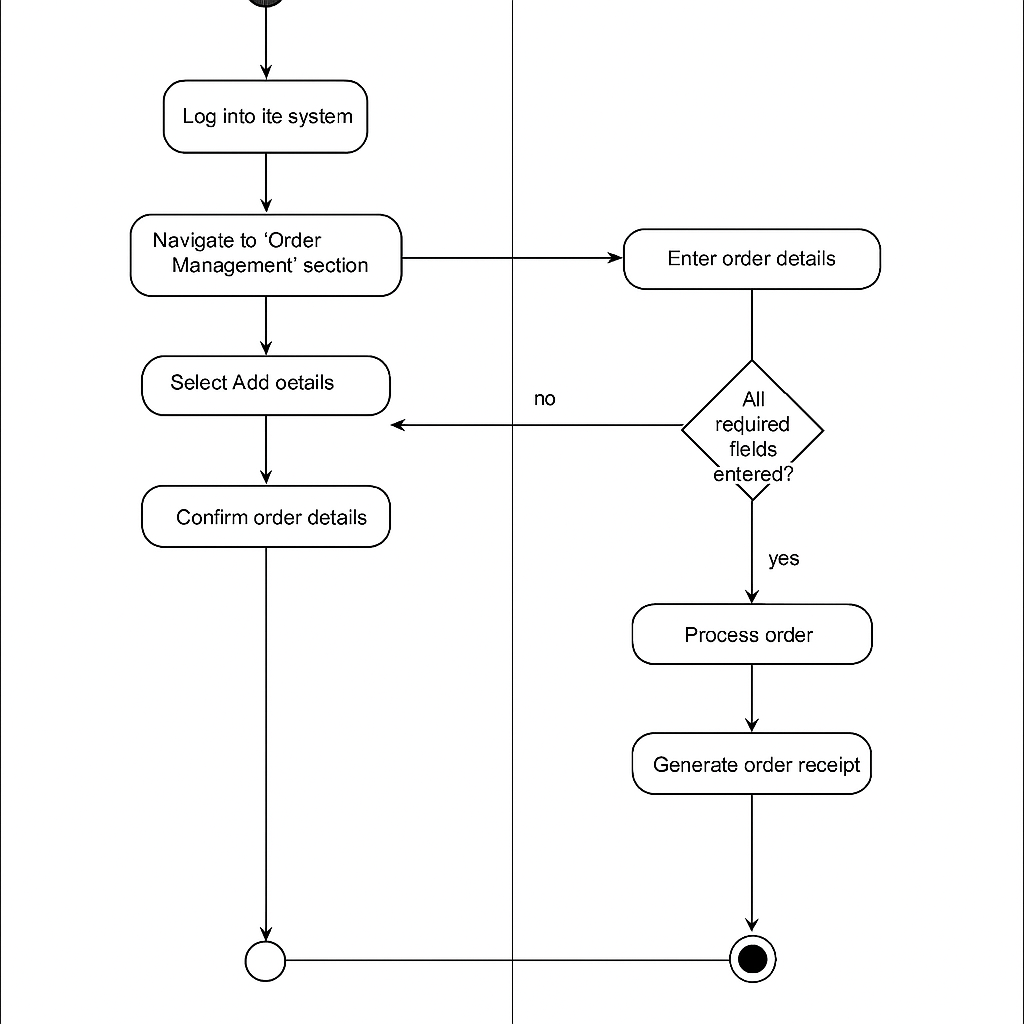 Log into ite system
Navigate to ‘Order
Management’ section
Enter order details
Select Add oetails
no
All
required
fields
entered?
Confirm order details
yes
Process order
Generate order receipt